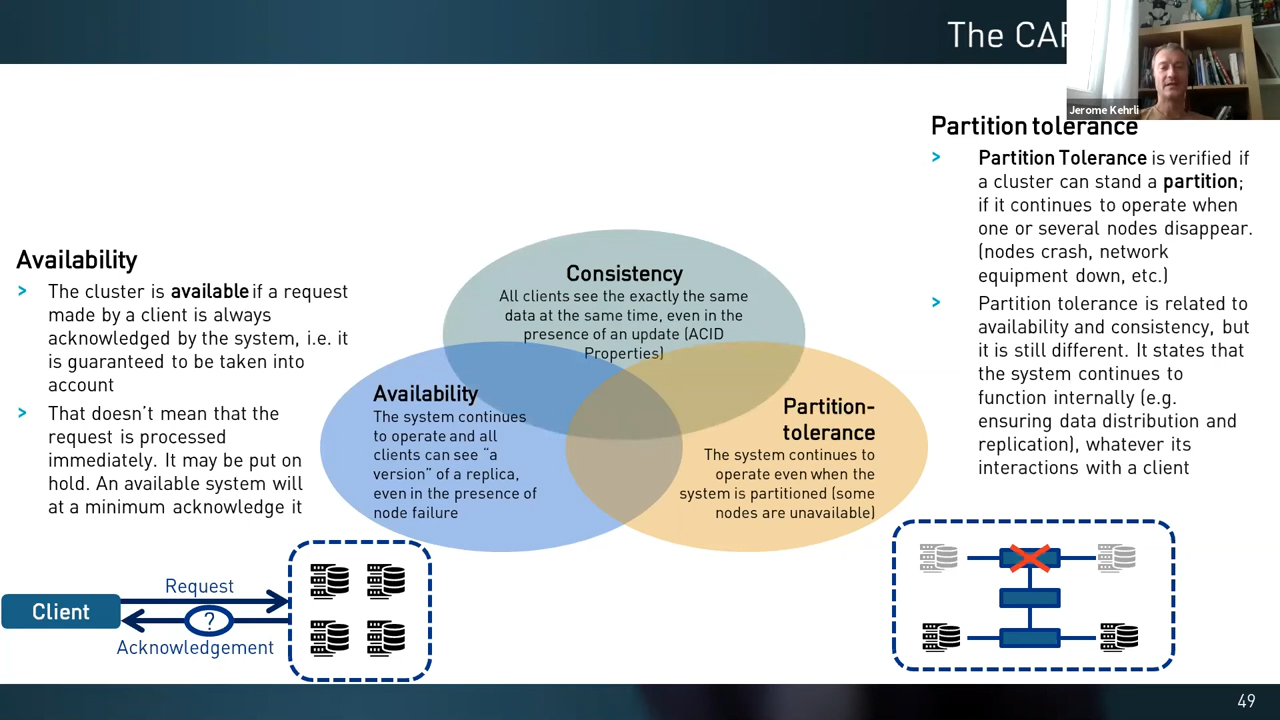 The CAP
Jerome Kehrli
Partition tolerance
> Partition Tolerance is verified if
a cluster can stand a partition;
if it continues to operate when
one or several nodes disappear.
(nodes crash, network
equipment down, etc.)
> Partition tolerance is related to
availability and consistency, but
it is still different. It states that
the system continues to
function internally (e.g.
ensuring data distribution and
replication), whatever its
interactions with a client
Availability
> The cluster is available if a request
made by a client is always
acknowledged by the system, i.e. it
is guaranteed to be taken into
account
> That doesn't mean that the
request is processed
immediately. It may be put on
hold. An available system will
at a minimum acknowledge it
Consistency
All clients see the exactly the same
data at the same time, even in the
presence of an update (ACID
Properties)
Availability
The system continues
to operate and all
clients can see “a
version” of a replica,
even in the presence of
node failure
Partition-
tolerance
The system continues to
operate even when the
system is partitioned (some
nodes are unavailable)
Client
Request
?
Acknowledgement
49